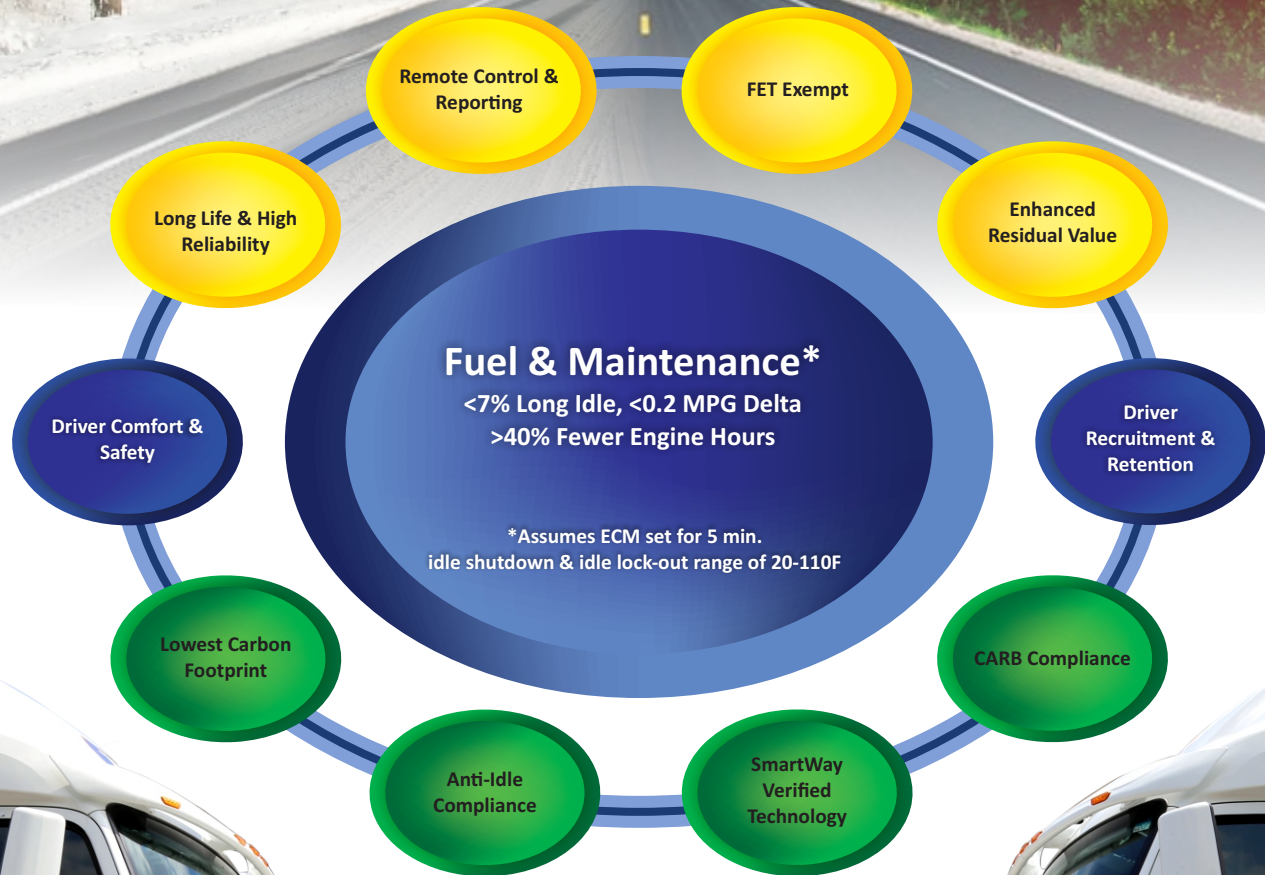 Remote Control &
Reporting
FET Exempt
Long Life & High
Reliability
Enhanced
Residual Value
Fuel & Maintenance*
<7% Long Idle, <0.2 MPG Delta
>40% Fewer Engine Hours
*Assumes ECM set for 5 min.
idle shutdown & idle lock-out range of 20-110F
Driver Comfort &
Safety
Driver
Recruitment &
Retention
Lowest Carbon
Footprint
CARB Compliance
Anti-Idle
Compliance
SmartWay
Verified
Technology